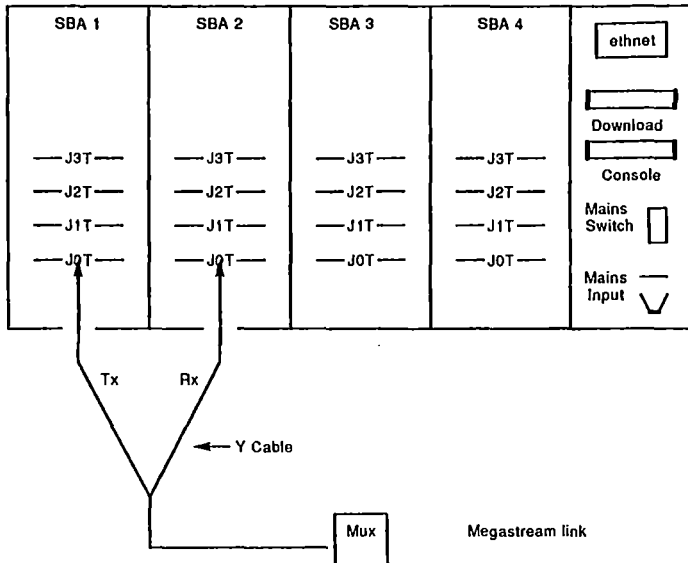 SBA 1 SBA 2 SBA 3 SBA 4
ethnet
Download
Console
J3T J3T J3T J3T
J2T J2T J2T J2T
J1T J1T J1T J1T
J0T J0T J0T J0T
Mains
Switch
Mains
Input
Tx Rx
Y Cable
Mux Megastream link